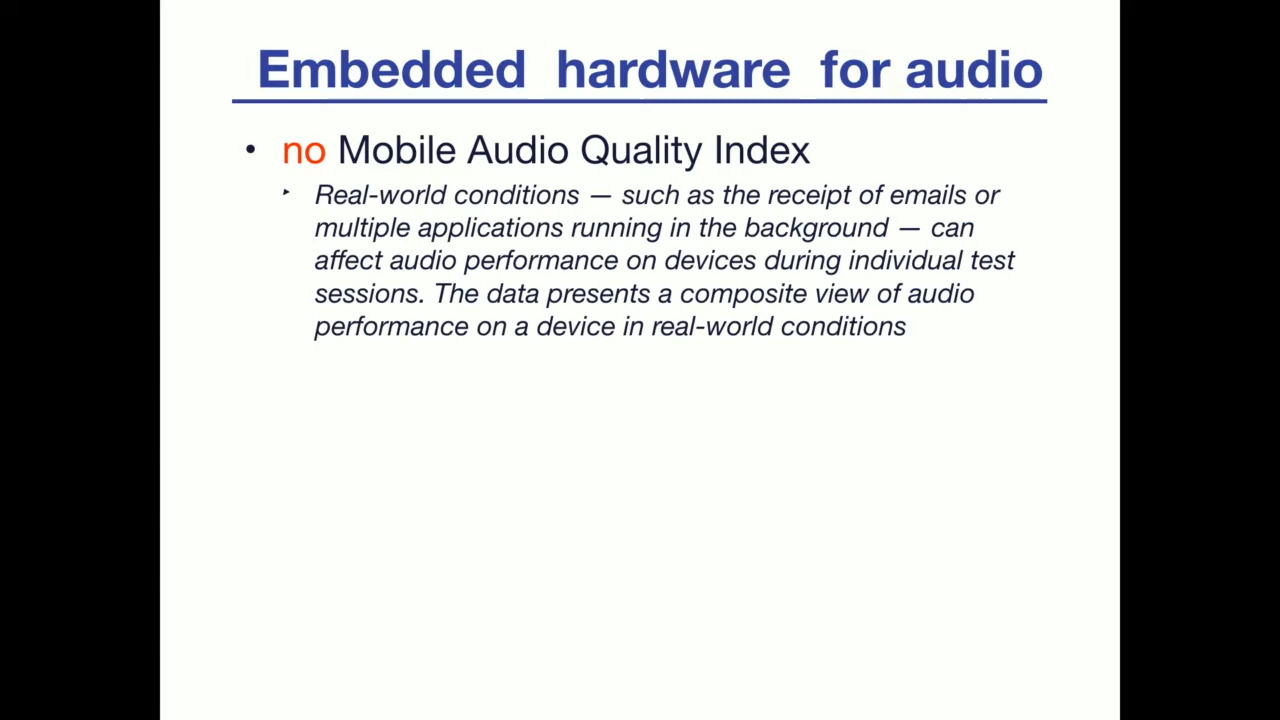 Embedded hardware for audio
• no Mobile Audio Quality Index
‣ Real-world conditions — such as the receipt of emails or
multiple applications running in the background — can
affect audio performance on devices during individual test
sessions. The data presents a composite view of audio
performance on a device in real-world conditions